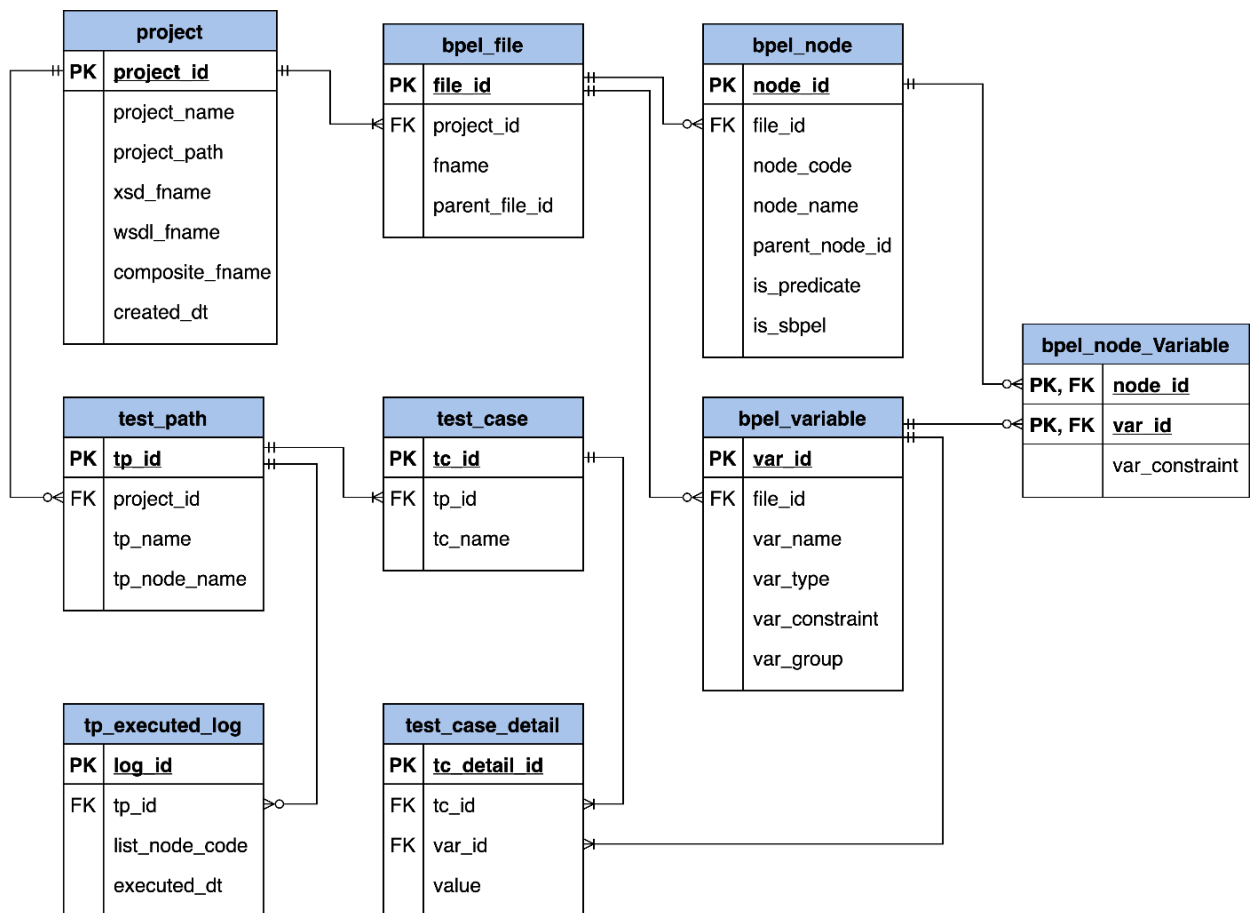 project
PK project_id
project_name
project_path
xsd_fname
wsdl_fname
composite_fname
created_dt
bpel_file
PK file_id
FK project_id
fname
parent_file_id
bpel_node
PK node_id
FK file_id
node_code
node_name
parent_node_id
is_predicate
is_sbpel
bpel_node_Variable
PK, FK node_id
PK, FK var_id
var_constraint
test_path
PK tp_id
FK project_id
tp_name
tp_node_name
test_case
PK tc_id
FK tp_id
tc_name
bpel_variable
PK var_id
FK file_id
var_name
var_type
var_constraint
var_group
tp_executed_log
PK log_id
FK tp_id
list_node_code
executed_dt
test_case_detail
PK tc_detail_id
FK tc_id
FK var_id
value